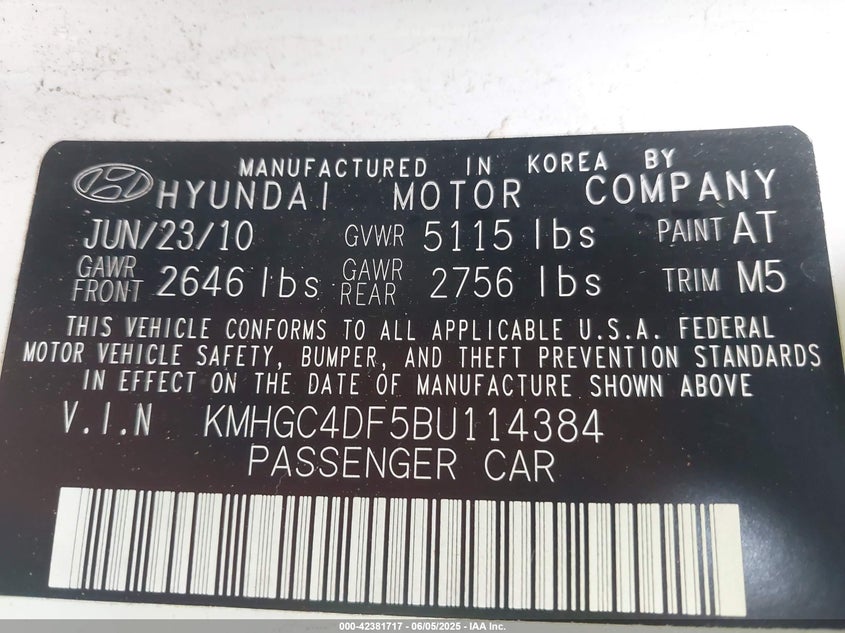 MANUFACTURED IN KOREA BY
HYUNDAI MOTOR COMPANY
JUN/23/10 GVWR 5115 lbs PAINT AT
GAWR FRONT 2646 lbs GAWR REAR 2756 lbs TRIM M5
THIS VEHICLE CONFORMS TO ALL APPLICABLE U.S.A. FEDERAL
MOTOR VEHICLE SAFETY, BUMPER, AND THEFT PREVENTION STANDARDS
IN EFFECT ON THE DATE OF MANUFACTURE SHOWN ABOVE
V.I.N KMHGC4DF5BU114384
PASSENGER CAR
000-42381717 - 06/05/2025 - IAA Inc.